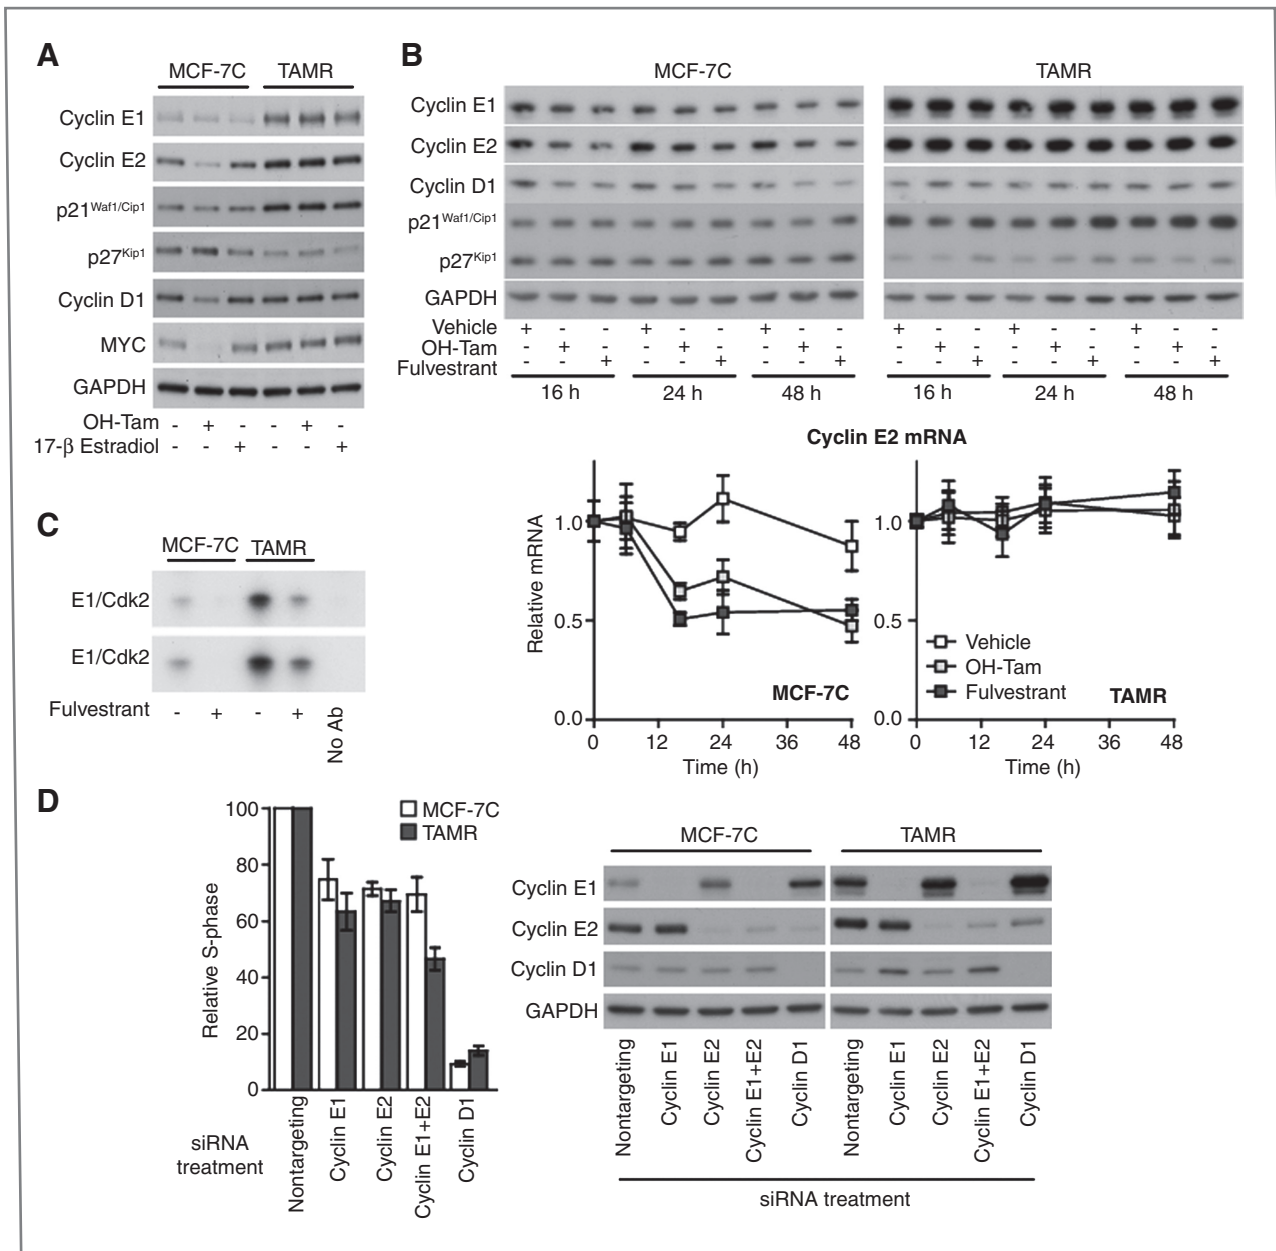 A
MCF-7C TAMR
Cyclin E1
Cyclin E2
p21Waf1/Cip1
p27Kip1
Cyclin D1
MYC
GAPDH
OH-Tam - + - - + -
17-β Estradiol - - + - - +
B
MCF-7C TAMR
Cyclin E1
Cyclin E2
Cyclin D1
p21Waf1/Cip1
p27Kip1
GAPDH
Vehicle + - - + - - + - - + - - + - - + - -
OH-Tam - + - - + - - + - - + - - + - - + -
Fulvestrant - - + - - + - - + - - + - - + - - +
16 h 24 h 48 h 16 h 24 h 48 h
Cyclin E2 mRNA
Relative mRNA
1.0
0.5
0.0
0 12 24 36 48
Time (h)
MCF-7C
1.0
0.5
0.0
Vehicle
OH-Tam
Fulvestrant
TAMR
0 12 24 36 48
Time (h)
C
MCF-7C TAMR
E1/Cdk2
E1/Cdk2
Fulvestrant - + - + No Ab
D
Relative S-phase
100
80
60
40
20
0
MCF-7C
TAMR
siRNA
treatment
Nontargeting
Cyclin E1
Cyclin E2
Cyclin E1+E2
Cyclin D1
MCF-7C TAMR
Cyclin E1
Cyclin E2
Cyclin D1
GAPDH
Nontargeting
Cyclin E1
Cyclin E2
Cyclin E1+E2
Cyclin D1
Nontargeting
Cyclin E1
Cyclin E2
Cyclin E1+E2
Cyclin D1
siRNA treatment